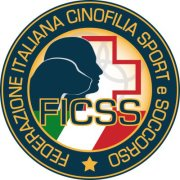 FEDERAZIONE ITALIANA CINOFILIA SPORT e SOCCORSO
FICSS